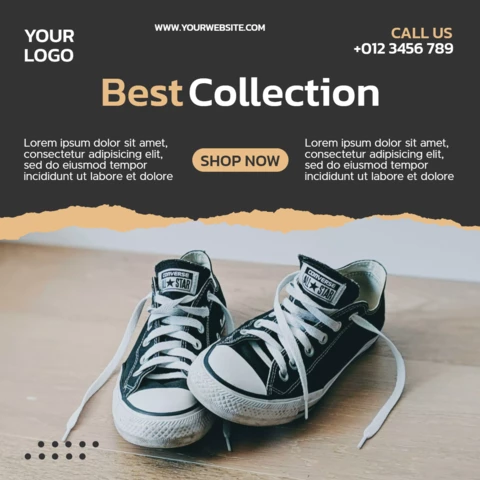 YOUR
LOGO
WWW.YOURWEBSITE.COM
CALL US
+012 3456 789
Best Collection
Lorem ipsum dolor sit amet,
consectetur adipisicing elit,
sed do eiusmod tempor
incididunt ut labore et dolore
SHOP NOW
Lorem ipsum dolor sit amet,
consectetur adipisicing elit,
sed do eiusmod tempor
incididunt ut labore et dolore
CONVERSE
ALL STAR
CONVERSE
ALL STAR